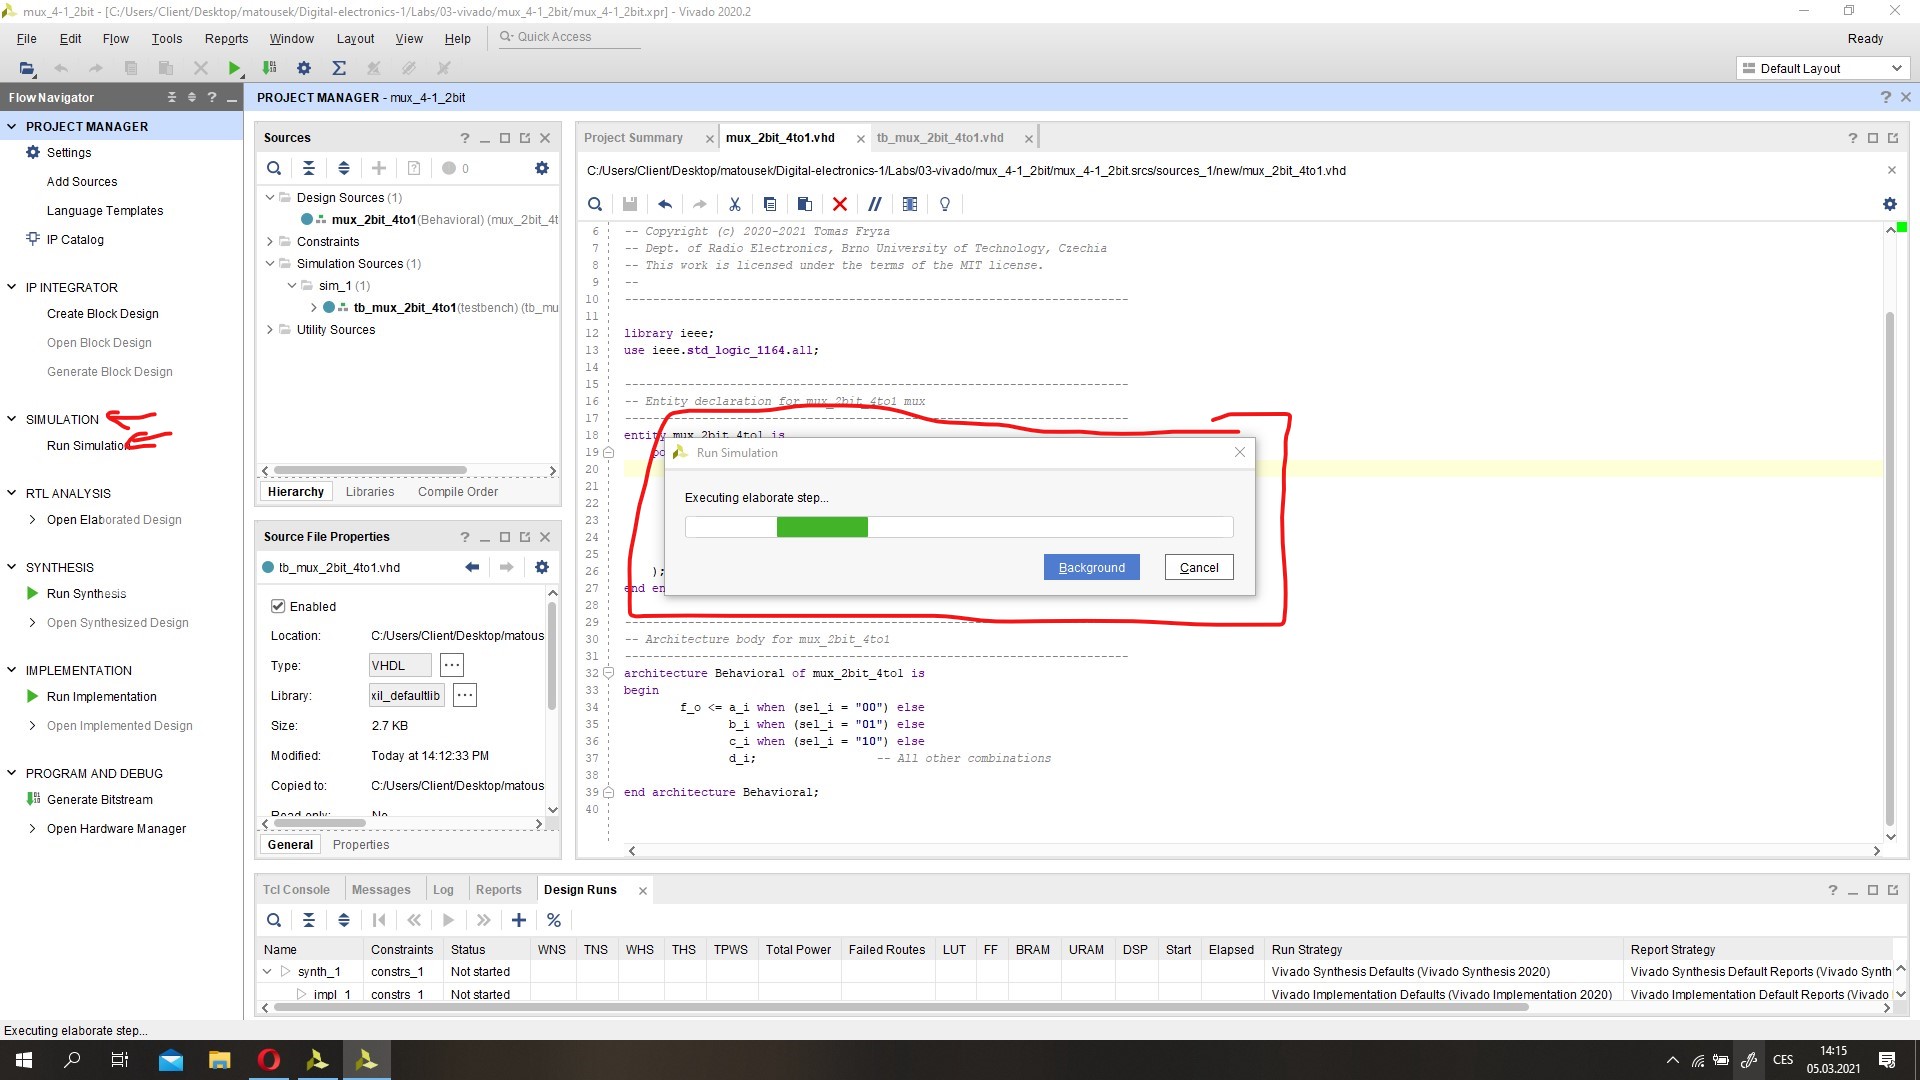 mux_4-1_2bit - [C:/Users/Client/Desktop/matousek/Digital-electronics-1/Labs/03-vivado/mux_4-1_2bit/mux_4-1_2bit.xpr] - Vivado 2020.2
File Edit Flow Tools Reports Window Layout View Help Quick Access Ready
Default Layout
Flow Navigator
PROJECT MANAGER
Settings
Add Sources
Language Templates
IP Catalog
IP INTEGRATOR
Create Block Design
Open Block Design
Generate Block Design
SIMULATION
Run Simulation
RTL ANALYSIS
Open Elaborated Design
SYNTHESIS
Run Synthesis
Open Synthesized Design
IMPLEMENTATION
Run Implementation
Open Implemented Design
PROGRAM AND DEBUG
Generate Bitstream
Open Hardware Manager
PROJECT MANAGER - mux_4-1_2bit
Sources
0
Design Sources (1)
mux_2bit_4to1(Behavioral) (mux_2bit_4t
Constraints
Simulation Sources (1)
sim_1 (1)
tb_mux_2bit_4to1(testbench) (tb_mu
Utility Sources
Hierarchy Libraries Compile Order
Source File Properties
tb_mux_2bit_4to1.vhd
Enabled
Location: C:/Users/Client/Desktop/matous
Type: VHDL
Library: xil_defaultlib
Size: 2.7 KB
Modified: Today at 14:12:33 PM
Copied to: C:/Users/Client/Desktop/matous
Read-only: No
General Properties
Project Summary mux_2bit_4to1.vhd tb_mux_2bit_4to1.vhd
C:/Users/Client/Desktop/matousek/Digital-electronics-1/Labs/03-vivado/mux_4-1_2bit/mux_4-1_2bit.srcs/sources_1/new/mux_2bit_4to1.vhd
6 -- Copyright (c) 2020-2021 Tomas Fryza
7 -- Dept. of Radio Electronics, Brno University of Technology, Czechia
8 -- This work is licensed under the terms of the MIT license.
9 --
10 ------------------------------------------------------------------------
11
12 library ieee;
13 use ieee.std_logic_1164.all;
14
15 ------------------------------------------------------------------------
16 -- Entity declaration for mux_2bit_4to1 mux
17 ------------------------------------------------------------------------
18 entity mux_2bit_4to1 is
19 po
20
21
22
23
24
25
26 );
27 end en
28
29 ------------------------------------------------------------------------
30 -- Architecture body for mux_2bit_4to1
31 ------------------------------------------------------------------------
32 architecture Behavioral of mux_2bit_4to1 is
33 begin
34 f_o <= a_i when (sel_i = "00") else
35 b_i when (sel_i = "01") else
36 c_i when (sel_i = "10") else
37 d_i; -- All other combinations
38
39 end architecture Behavioral;
40
Run Simulation
Executing elaborate step...
Background Cancel
Tcl Console Messages Log Reports Design Runs
Name Constraints Status WNS TNS WHS THS TPWS Total Power Failed Routes LUT FF BRAM URAM DSP Start Elapsed Run Strategy Report Strategy
synth_1 constrs_1 Not started Vivado Synthesis Defaults (Vivado Synthesis 2020) Vivado Synthesis Default Reports (Vivado Synth
impl_1 constrs_1 Not started Vivado Implementation Defaults (Vivado Implementation 2020) Vivado Implementation Default Reports (Vivado
Executing elaborate step...
CES
14:15
05.03.2021